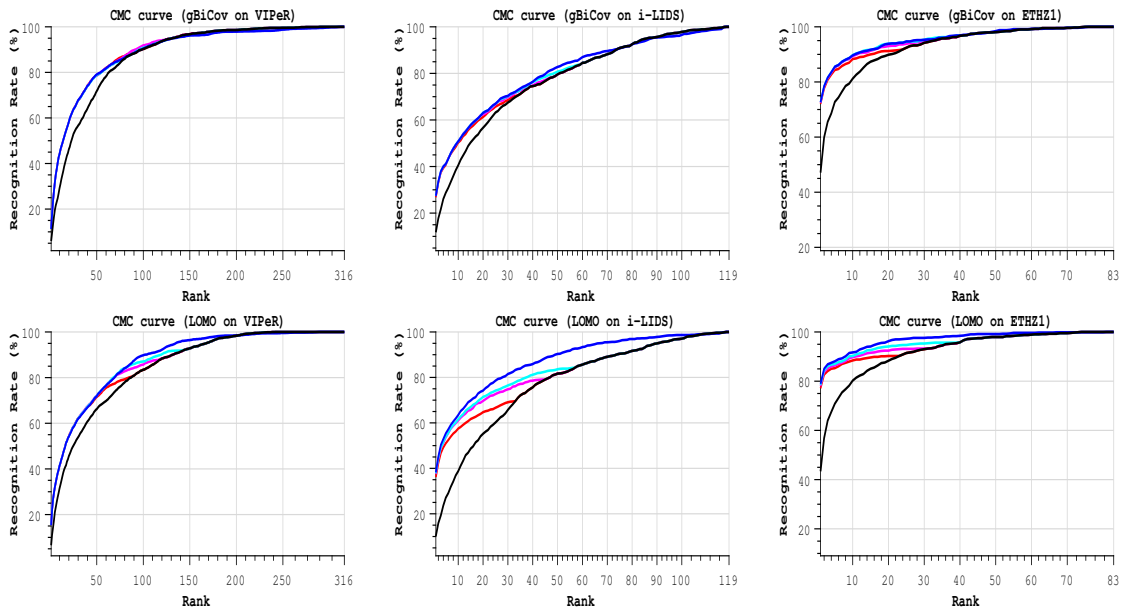 CMC curve (gBiCov on VIPeR)
Recognition Rate (%)
100
80
60
40
20
50 100 150 200 250 316
Rank
CMC curve (gBiCov on i-LIDS)
Recognition Rate (%)
100
80
60
40
20
10 20 30 40 50 60 70 80 90 100 119
Rank
CMC curve (gBiCov on ETHZ1)
Recognition Rate (%)
100
80
60
40
20
10 20 30 40 50 60 70 83
Rank
CMC curve (LOMO on VIPeR)
Recognition Rate (%)
100
80
60
40
20
50 100 150 200 250 316
Rank
CMC curve (LOMO on i-LIDS)
Recognition Rate (%)
100
80
60
40
20
10 20 30 40 50 60 70 80 90 100 119
Rank
CMC curve (LOMO on ETHZ1)
Recognition Rate (%)
100
80
60
40
20
10 20 30 40 50 60 70 83
Rank